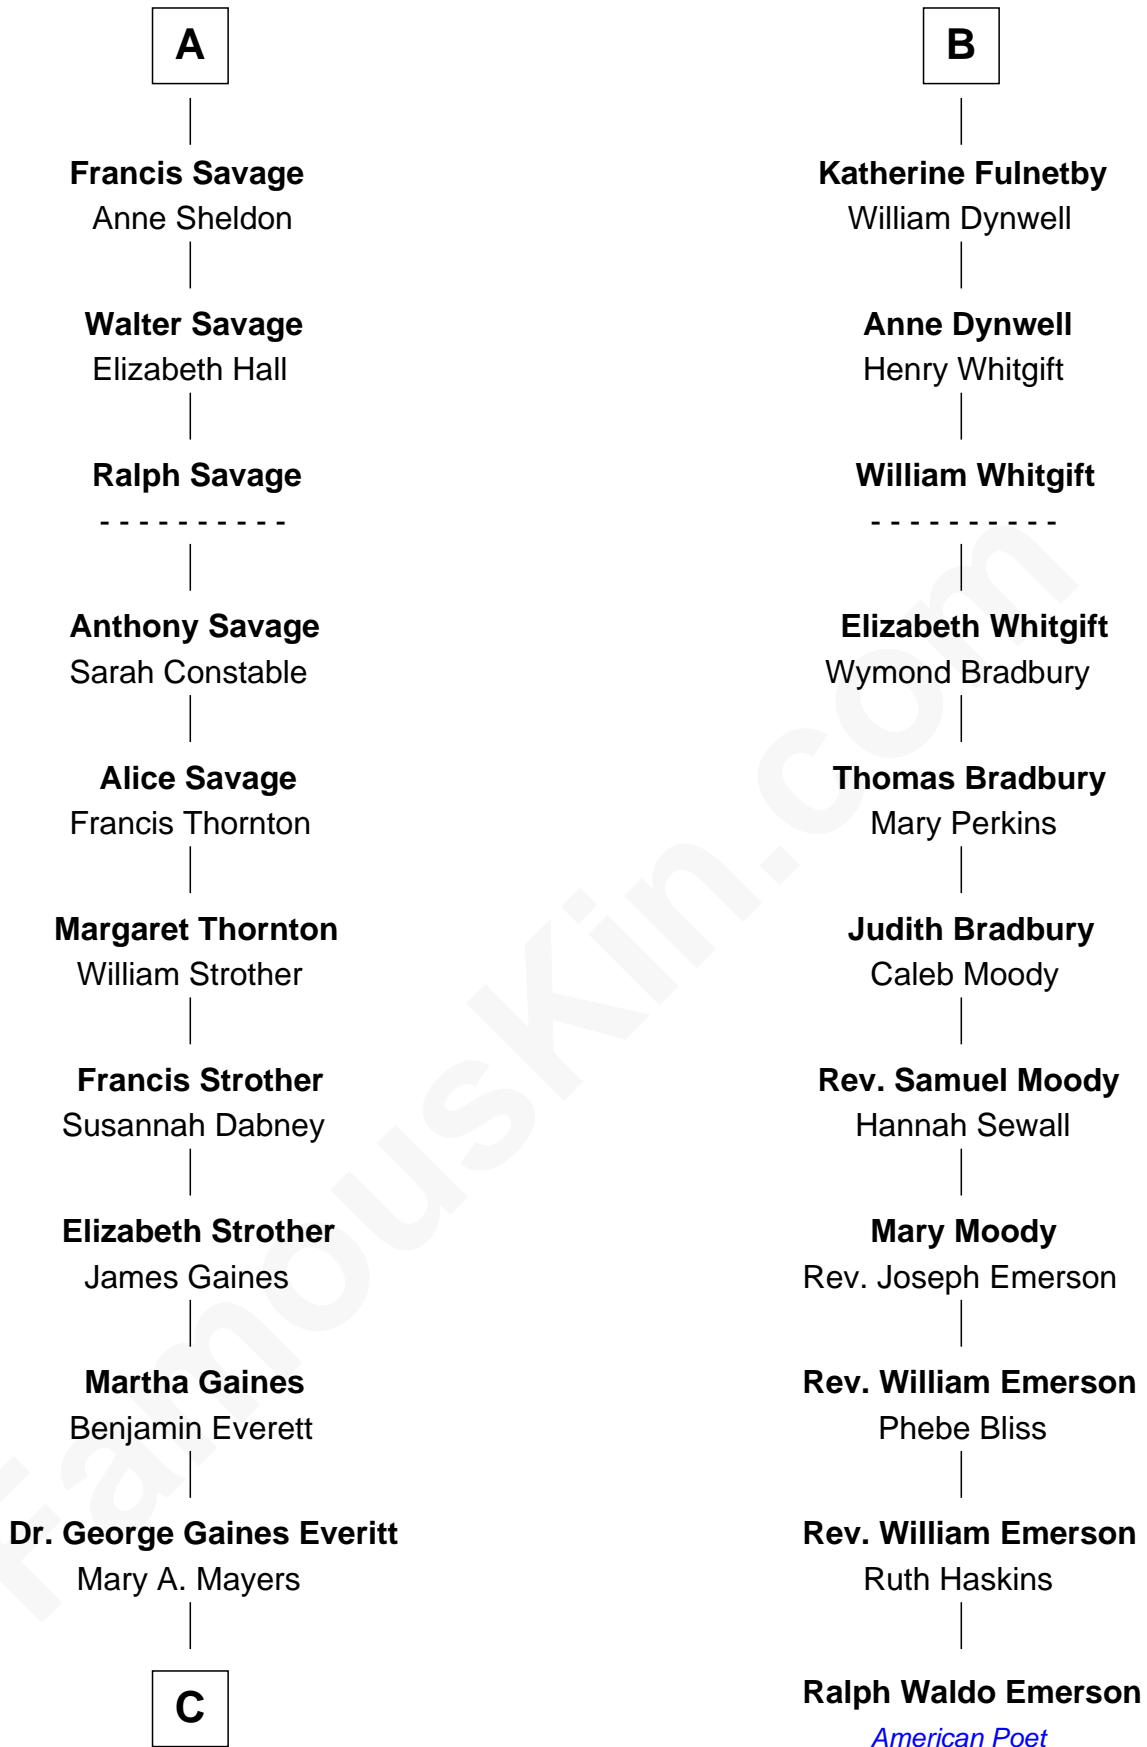 A
Francis Savage
Anne Sheldon
Walter Savage
Elizabeth Hall
Ralph Savage
- - - - - - - - - -
Anthony Savage
Sarah Constable
Alice Savage
Francis Thornton
Margaret Thornton
William Strother
Francis Strother
Susannah Dabney
Elizabeth Strother
James Gaines
Martha Gaines
Benjamin Everett
Dr. George Gaines Everitt
Mary A. Mayers
C
B
Katherine Fulnetby
William Dynwell
Anne Dynwell
Henry Whitgift
William Whitgift
- - - - - - - - - -
Elizabeth Whitgift
Wymond Bradbury
Thomas Bradbury
Mary Perkins
Judith Bradbury
Caleb Moody
Rev. Samuel Moody
Hannah Sewall
Mary Moody
Rev. Joseph Emerson
Rev. William Emerson
Phebe Bliss
Rev. William Emerson
Ruth Haskins
Ralph Waldo Emerson
American Poet
FamousKin.com